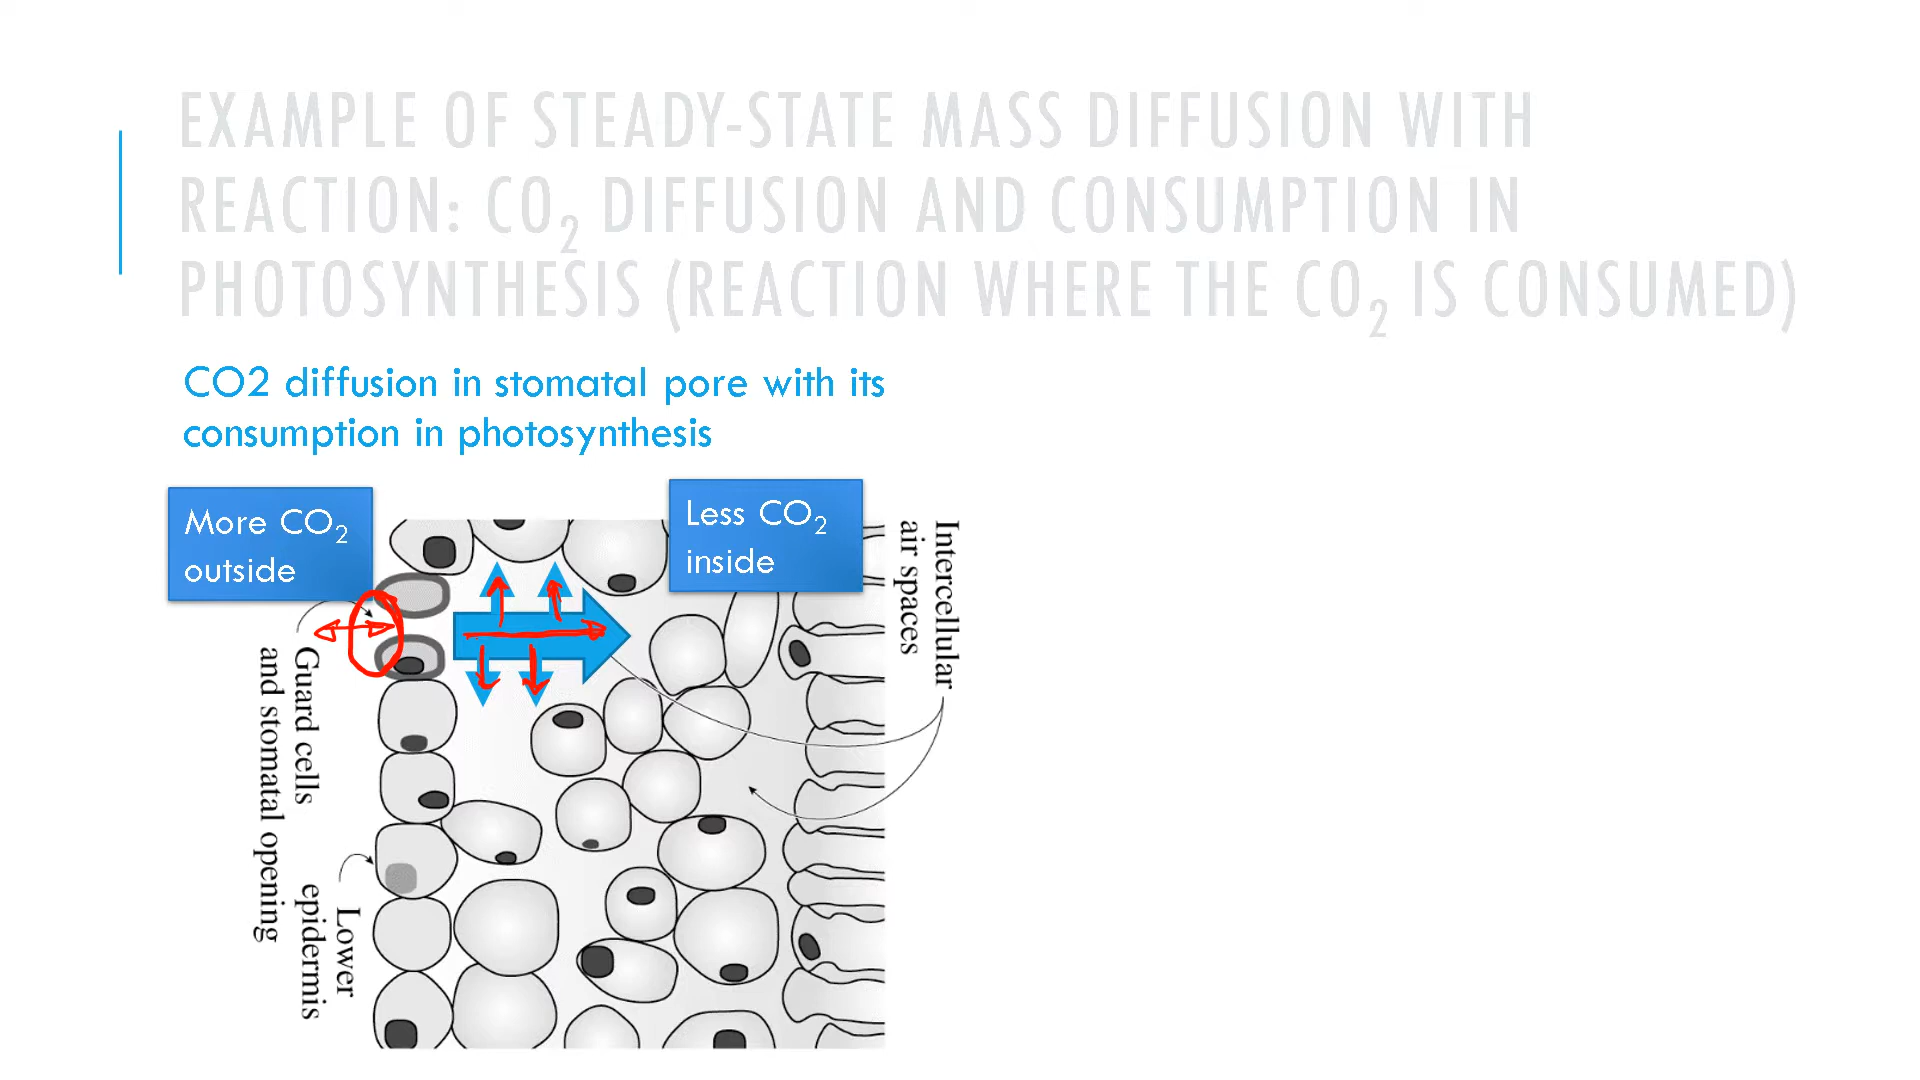 EXAMPLE OF STEADY-STATE MASS DIFFUSION WITH
REACTION: CO2 DIFFUSION AND CONSUMPTION IN
PHOTOSYNTHESIS (REACTION WHERE THE CO2 IS CONSUMED)
CO2 diffusion in stomatal pore with its
consumption in photosynthesis
More CO2
outside
Less CO2
inside
Intercellular
air spaces
Guard cells
and stomatal opening
Lower
epidermis